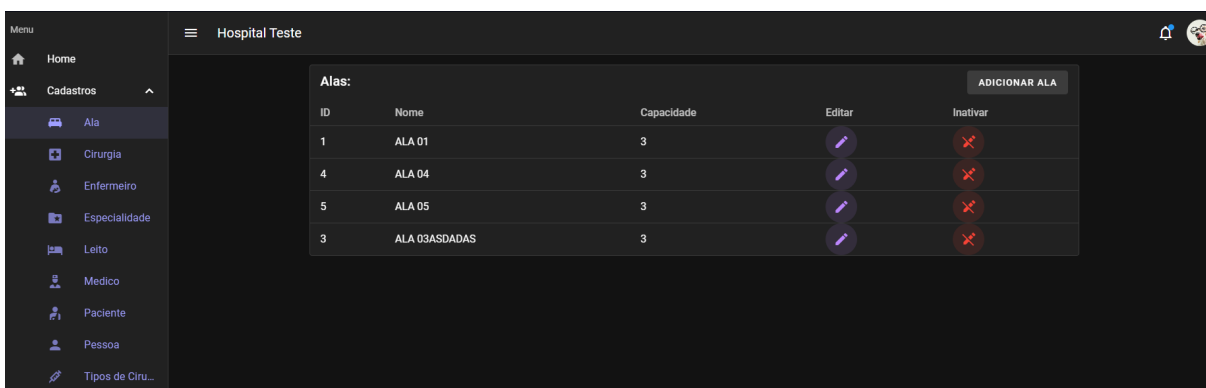 Menu
Hospital Teste
Home
Cadastros
Ala
Cirurgia
Enfermeiro
Especialidade
Leito
Medico
Paciente
Pessoa
Tipos de Ciru...
Alas:
ADICIONAR ALA
ID Nome Capacidade Editar Inativar
1 ALA 01 3
4 ALA 04 3
5 ALA 05 3
3 ALA 03ASDADAS 3